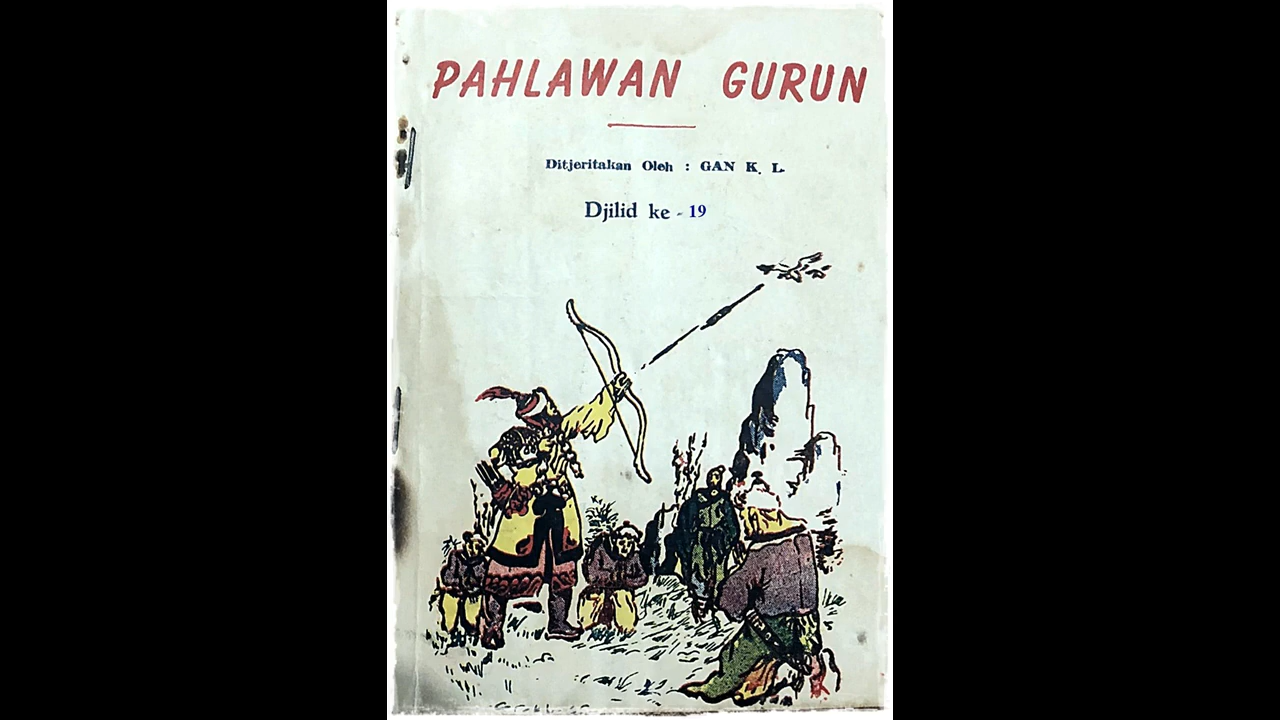 PAHLAWAN GURUN
Ditjeritakan Oleh : GAN K. L.
Djilid ke - 19